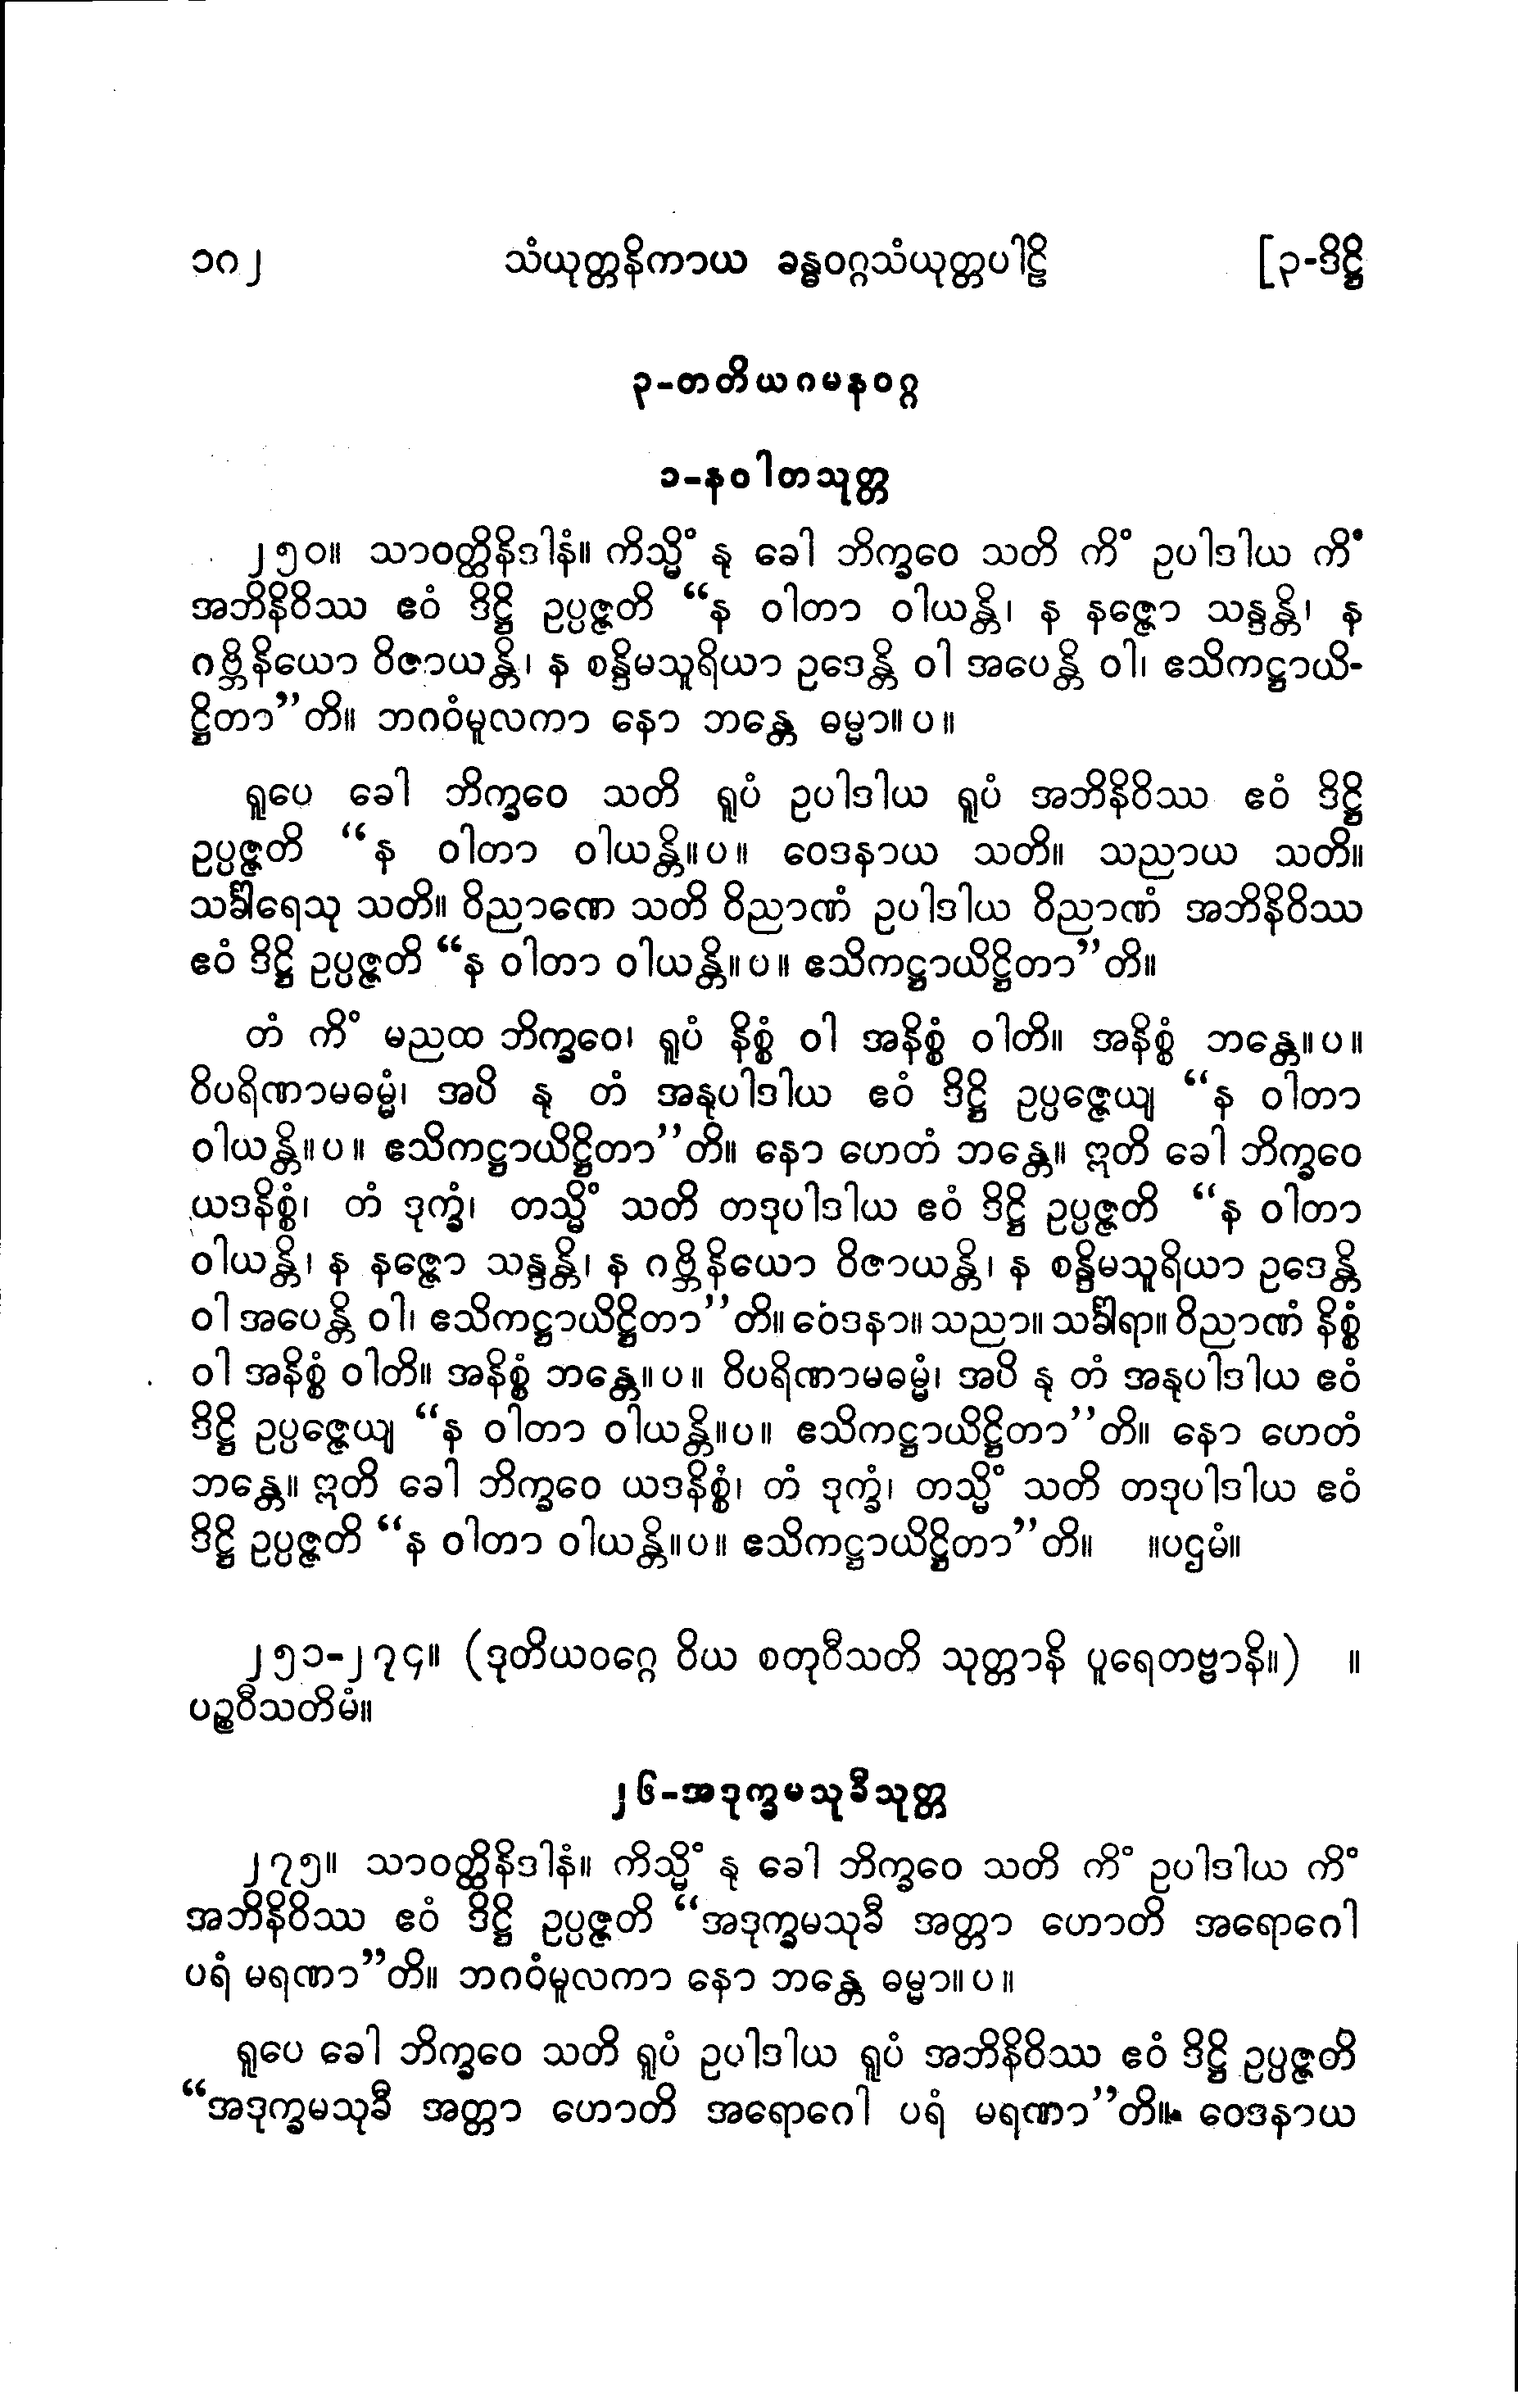 ၁၈၂ သံယုတ္တနိကာယ ခန္ဓဝဂ္ဂသံယုတ္တပါဠိ [၃-ဒိဋ္ဌိ
၃-တတိယဂမနဝဂ္ဂ
၁-နဝါတသုတ္တ
၂၅၀။ သာဝတ္ထိနိဒါနံ။ ကိသ္မိံ နု ခေါ ဘိက္ခဝေ သတိ ကိံ ဥပါဒါယ ကိံ
အဘိနိဝိဿ ဧဝံ ဒိဋ္ဌိ ဥပ္ပဇ္ဇတိ “န ဝါတာ ဝါယန္တိ၊ န နဇ္ဇော သန္ဒန္တိ၊ န
ဂဗ္ဘိနိယော ဝိဇာယန္တိ၊ န စန္ဒိမသူရိယာ ဥဒေန္တိ ဝါ အပေန္တိ ဝါ၊ ဧသိကဋ္ဌာယိ-
ဋ္ဌိတာ”တိ။ ဘဂဝံမူလကာ နော ဘန္တေ ဓမ္မာ။ပ။
ရူပေ ခေါ ဘိက္ခဝေ သတိ ရူပံ ဥပါဒါယ ရူပံ အဘိနိဝိဿ ဧဝံ ဒိဋ္ဌိ
ဥပ္ပဇ္ဇတိ “န ဝါတာ ဝါယန္တိ။ပ။ ဝေဒနာယ သတိ။ သညာယ သတိ။
သင်္ခါရေသု သတိ။ ဝိညာဏေ သတိ ဝိညာဏံ ဥပါဒါယ ဝိညာဏံ အဘိနိဝိဿ
ဧဝံ ဒိဋ္ဌိ ဥပ္ပဇ္ဇတိ “န ဝါတာ ဝါယန္တိ။ပ။ ဧသိကဋ္ဌာယိဋ္ဌိတာ”တိ။
တံ ကိံ မညထ ဘိက္ခဝေ၊ ရူပံ နိစ္စံ ဝါ အနိစ္စံ ဝါတိ။ အနိစ္စံ ဘန္တေ။ပ။
ဝိပရိဏာမဓမ္မံ၊ အပိ နု တံ အနုပါဒါယ ဧဝံ ဒိဋ္ဌိ ဥပ္ပဇ္ဇေယျ “န ဝါတာ
ဝါယန္တိ။ပ။ ဧသိကဋ္ဌာယိဋ္ဌိတာ”တိ။ နော ဟေတံ ဘန္တေ။ ဣတိ ခေါ ဘိက္ခဝေ
ယဒနိစ္စံ၊ တံ ဒုက္ခံ၊ တသ္မိံ သတိ တဒုပါဒါယ ဧဝံ ဒိဋ္ဌိ ဥပ္ပဇ္ဇတိ “န ဝါတာ
ဝါယန္တိ၊ န နဇ္ဇော သန္ဒန္တိ၊ န ဂဗ္ဘိနိယော ဝိဇာယန္တိ၊ န စန္ဒိမသူရိယာ ဥဒေန္တိ
ဝါ အပေန္တိ ဝါ၊ ဧသိကဋ္ဌာယိဋ္ဌိတာ”တိ။ ဝေဒနာ။ သညာ။ သင်္ခါရာ။ ဝိညာဏံ နိစ္စံ
ဝါ အနိစ္စံ ဝါတိ။ အနိစ္စံ ဘန္တေ။ပ။ ဝိပရိဏာမဓမ္မံ၊ အပိ နု တံ အနုပါဒါယ ဧဝံ
ဒိဋ္ဌိ ဥပ္ပဇ္ဇေယျ “န ဝါတာ ဝါယန္တိ။ပ။ ဧသိကဋ္ဌာယိဋ္ဌိတာ”တိ။ နော ဟေတံ
ဘန္တေ။ ဣတိ ခေါ ဘိက္ခဝေ ယဒနိစ္စံ၊ တံ ဒုက္ခံ၊ တသ္မိံ သတိ တဒုပါဒါယ ဧဝံ
ဒိဋ္ဌိ ဥပ္ပဇ္ဇတိ “န ဝါတာ ဝါယန္တိ။ပ။ ဧသိကဋ္ဌာယိဋ္ဌိတာ”တိ။ ။ပဌမံ။
၂၅၁-၂၇၄။ (ဒုတိယဝဂ္ဂေ ဝိယ စတုဝီသတိ သုတ္တာနိ ပူရေတဗ္ဗာနိ။) ။
ပဉ္စဝီသတိမံ။
၂၆-အဒုက္ခမသုခီသုတ္တ
၂၇၅။ သာဝတ္ထိနိဒါနံ။ ကိသ္မိံ နု ခေါ ဘိက္ခဝေ သတိ ကိံ ဥပါဒါယ ကိံ
အဘိနိဝိဿ ဧဝံ ဒိဋ္ဌိ ဥပ္ပဇ္ဇတိ “အဒုက္ခမသုခီ အတ္တာ ဟောတိ အရောဂေါ
ပရံ မရဏာ”တိ။ ဘဂဝံမူလကာ နော ဘန္တေ ဓမ္မာ။ပ။
ရူပေ ခေါ ဘိက္ခဝေ သတိ ရူပံ ဥပါဒါယ ရူပံ အဘိနိဝိဿ ဧဝံ ဒိဋ္ဌိ ဥပ္ပဇ္ဇတိ
“အဒုက္ခမသုခီ အတ္တာ ဟောတိ အရောဂေါ ပရံ မရဏာ”တိ။ ဝေဒနာယ